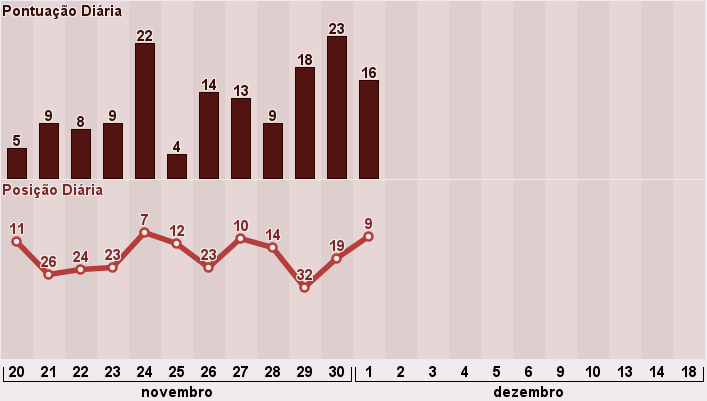 Pontuação Diária
5 9 8 9 22 4 14 13 9 18 23 16
Posição Diária
11 26 24 23 7 12 23 10 14 32 19 9
20 21 22 23 24 25 26 27 28 29 30 1 2 3 4 5 6 9 10 13 14 18
novembro dezembro